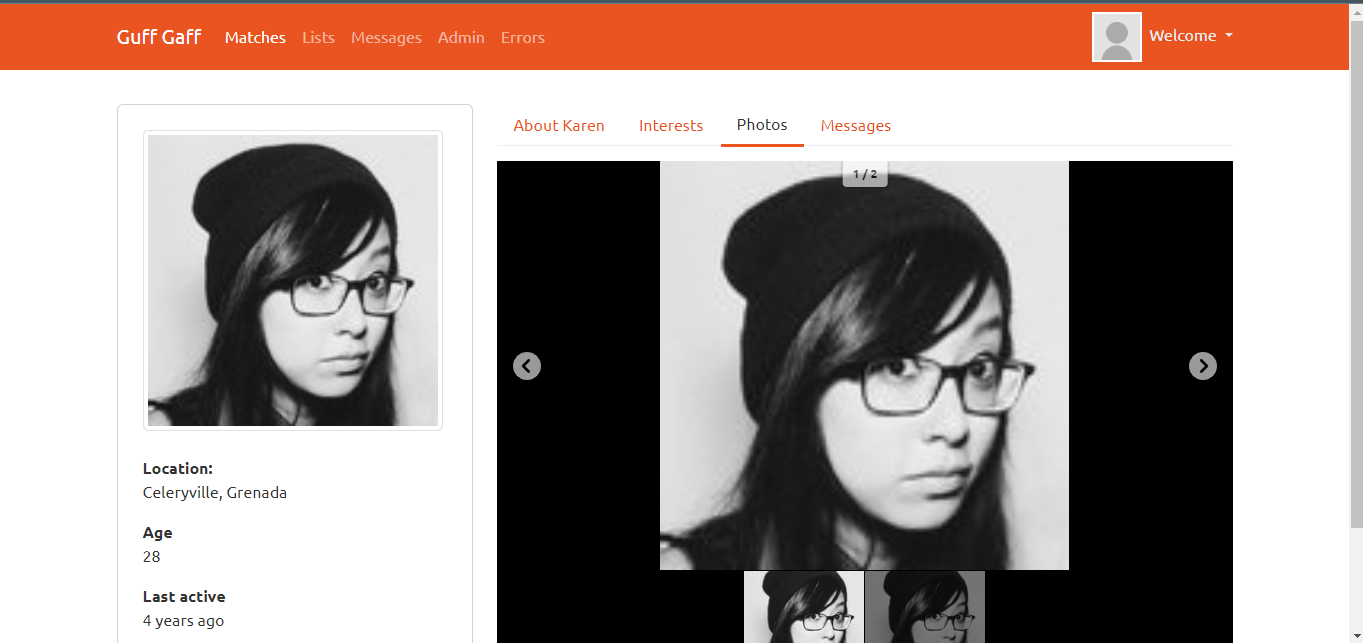 Guff Gaff Matches Lists Messages Admin Errors Welcome
About Karen Interests Photos Messages
1 / 2
Location:
Celeryville, Grenada
Age
28
Last active
4 years ago